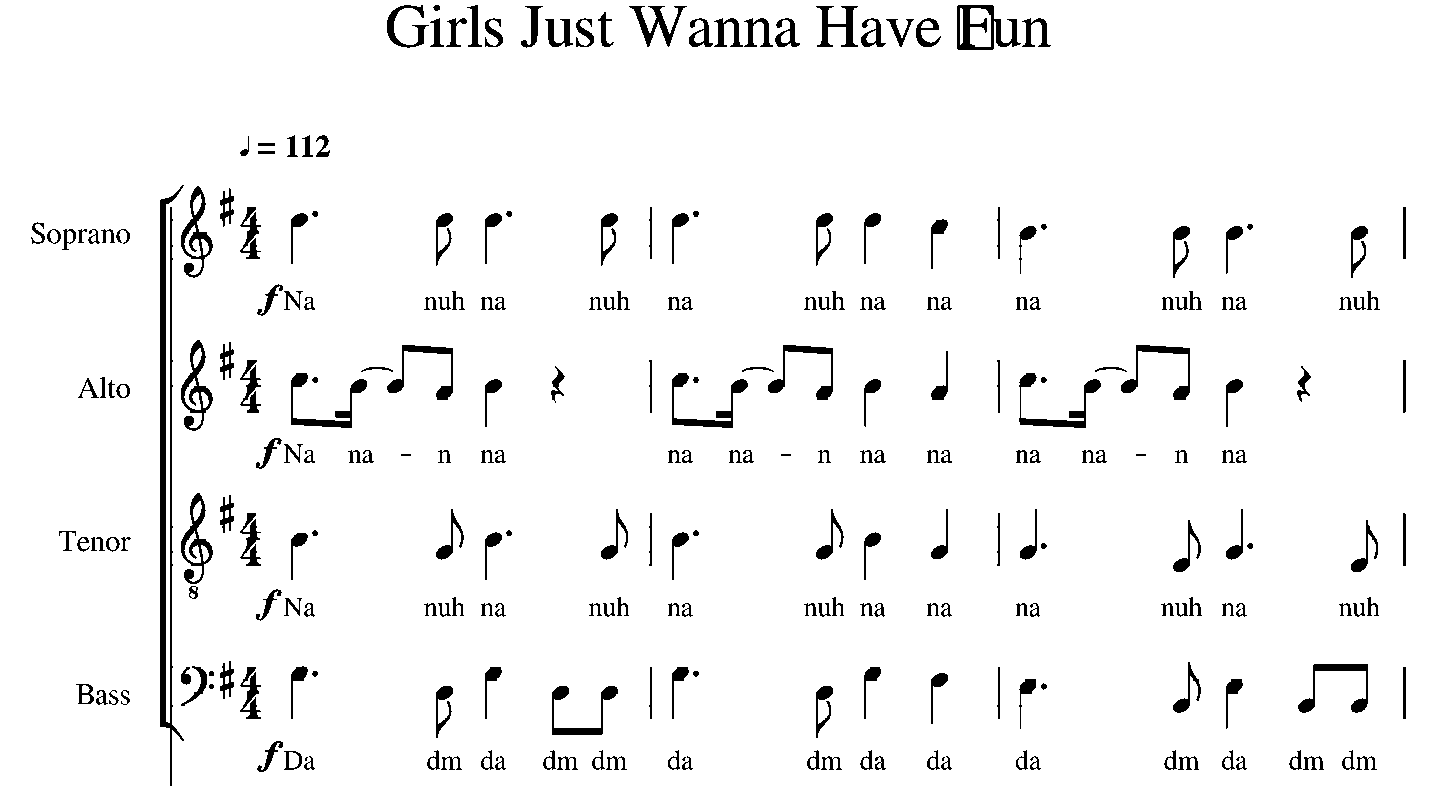 Girls Just Wanna Have Fun
♩ = 112
Soprano
f Na nuh na nuh na nuh na na na nuh na nuh
Alto
f Na na - n na na na - n na na na na - n na
Tenor
8
f Na nuh na nuh na nuh na na na nuh na nuh
Bass
f Da dm da dm dm da dm da da da dm da dm dm